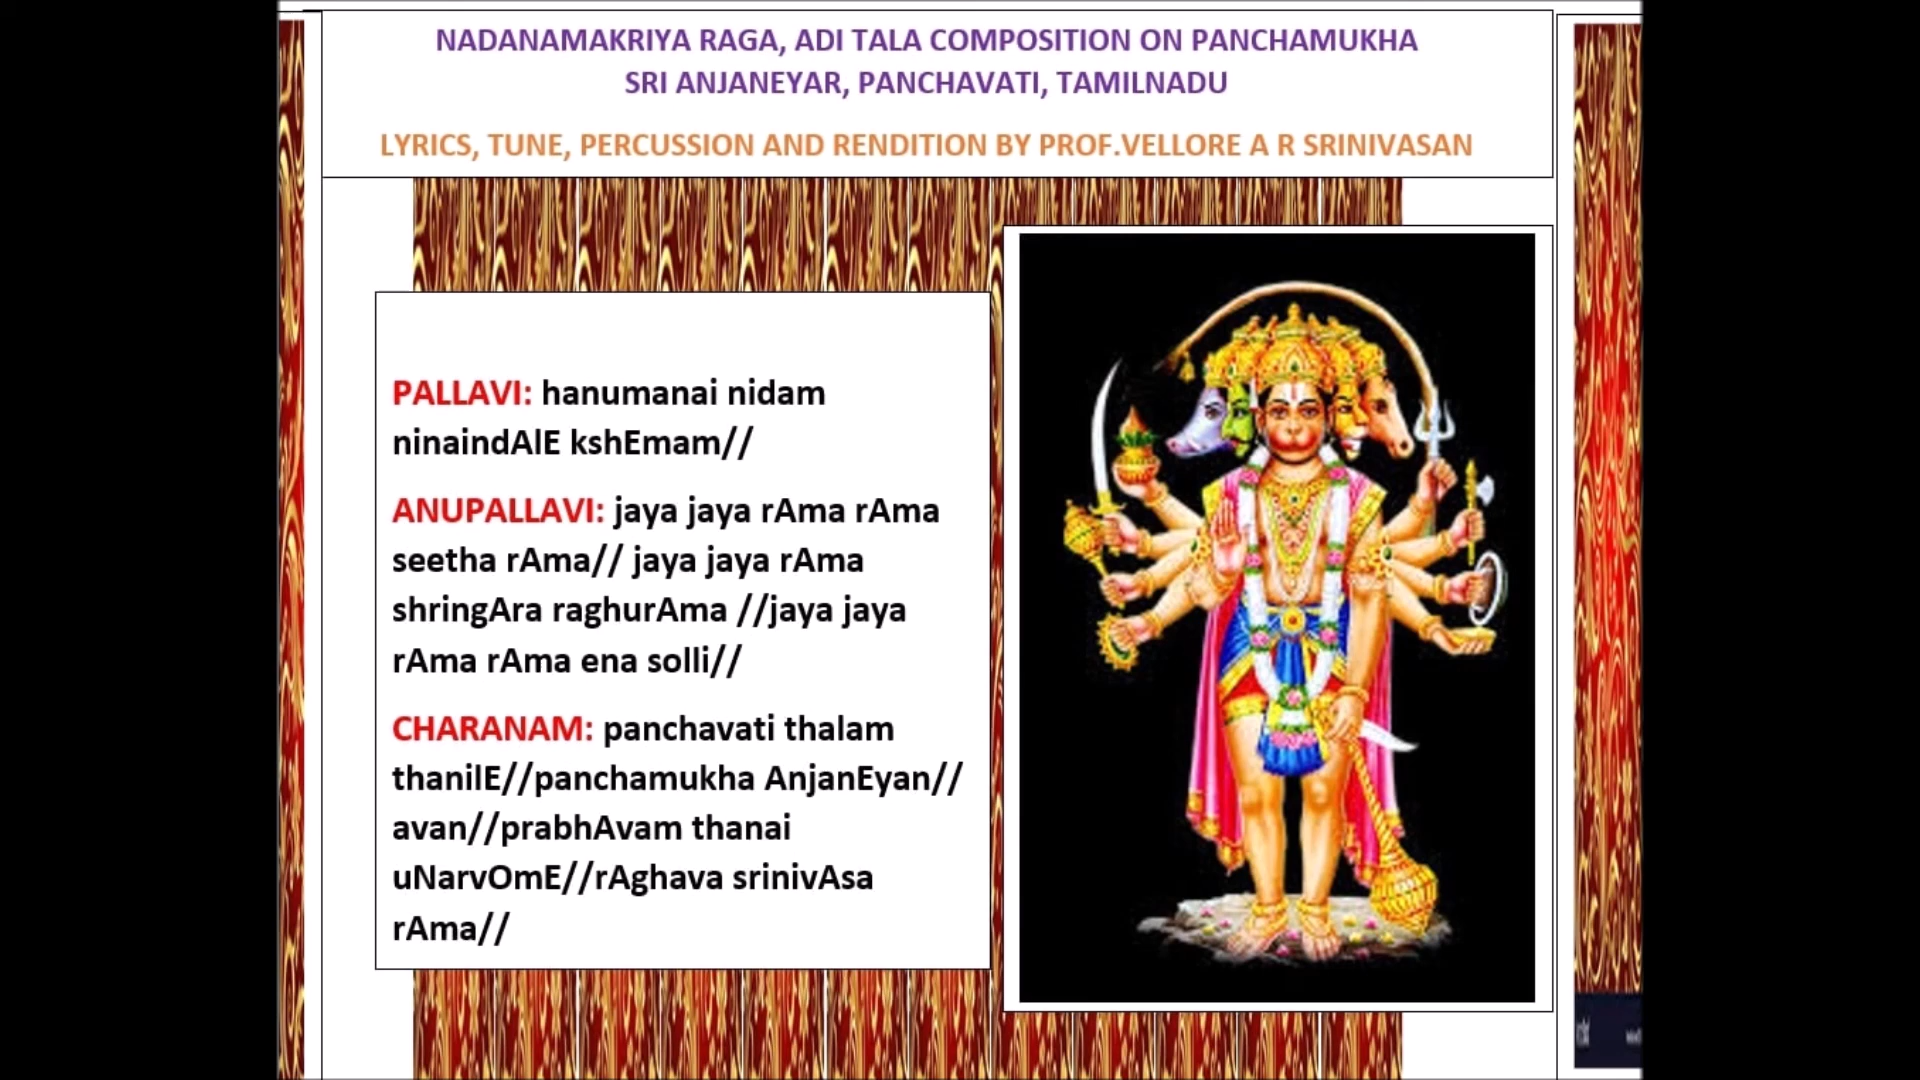 NADANAMAKRIYA RAGA, ADI TALA COMPOSITION ON PANCHAMUKHA
SRI ANJANEYAR, PANCHAVATI, TAMILNADU
LYRICS, TUNE, PERCUSSION AND RENDITION BY PROF.VELLORE A R SRINIVASAN
PALLAVI: hanumanai nidam
ninaindAlE kshEmam//
ANUPALLAVI: jaya jaya rAma rAma
seetha rAma// jaya jaya rAma
shringAra raghurAma //jaya jaya
rAma rAma ena solli//
CHARANAM: panchavati thalam
thanilE//panchamukha AnjanEyan//
avan//prabhAvam thanai
uNarvOmE//rAghava srinivAsa
rAma//